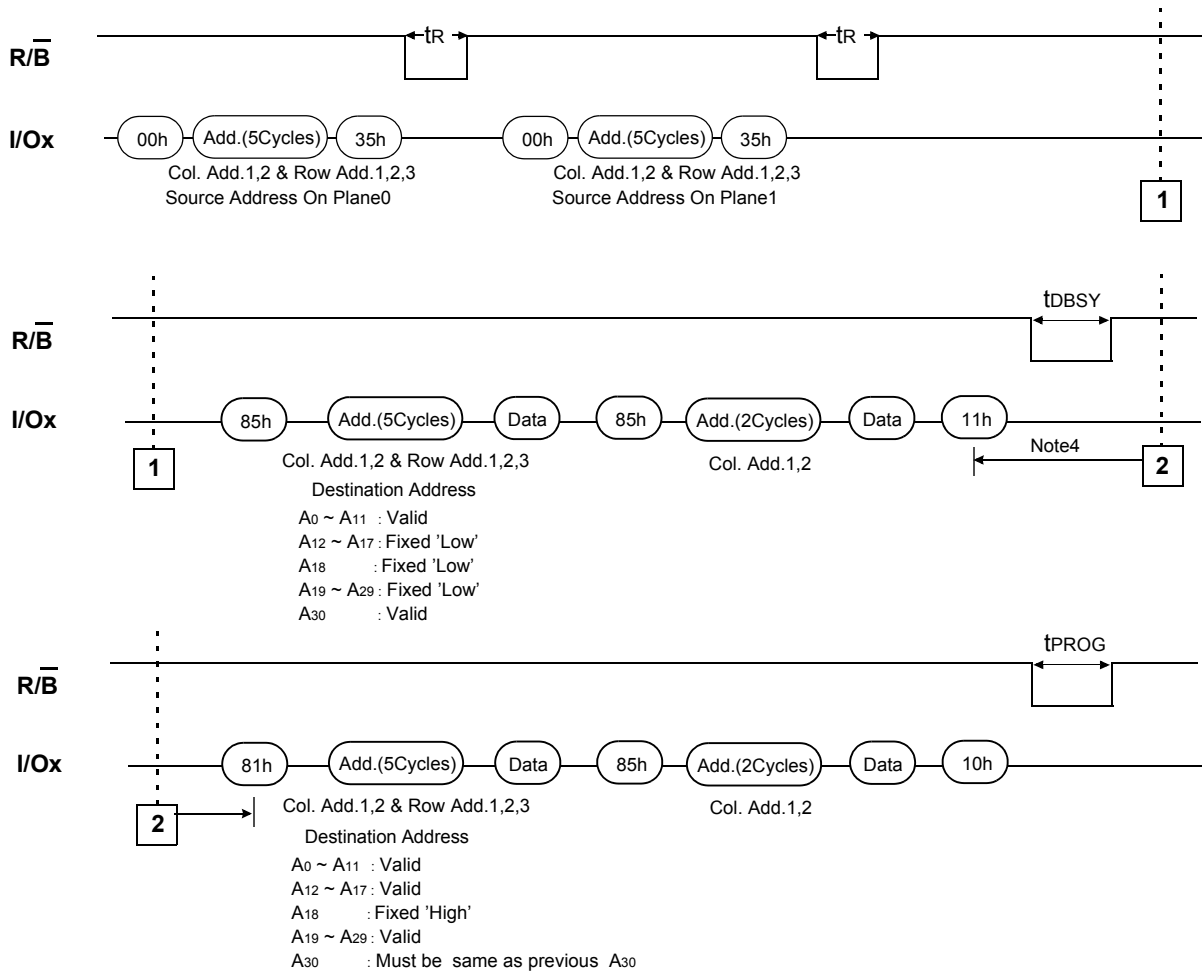 tR tR
R/B̅
I/Ox 00h Add.(5Cycles) 35h 00h Add.(5Cycles) 35h
Col. Add.1,2 & Row Add.1,2,3 Col. Add.1,2 & Row Add.1,2,3
Source Address On Plane0 Source Address On Plane1
1
tDBSY
R/B̅
I/Ox 85h Add.(5Cycles) Data 85h Add.(2Cycles) Data 11h
1 Col. Add.1,2 & Row Add.1,2,3 Col. Add.1,2 Note4 2
Destination Address
A0 ~ A11 : Valid
A12 ~ A17 : Fixed 'Low'
A18 : Fixed 'Low'
A19 ~ A29 : Fixed 'Low'
A30 : Valid
tPROG
R/B̅
I/Ox 81h Add.(5Cycles) Data 85h Add.(2Cycles) Data 10h
2 Col. Add.1,2 & Row Add.1,2,3 Col. Add.1,2
Destination Address
A0 ~ A11 : Valid
A12 ~ A17 : Valid
A18 : Fixed 'High'
A19 ~ A29 : Valid
A30 : Must be same as previous A30